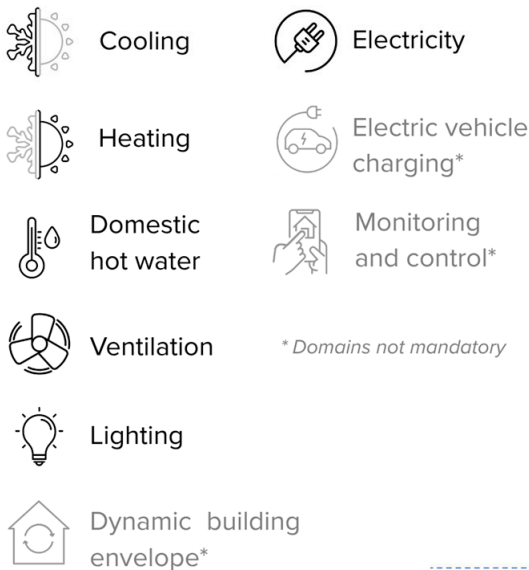 Cooling
Heating
Domestic
hot water
Ventilation
Lighting
Dynamic building
envelope*
Electricity
Electric vehicle
charging*
Monitoring
and control*
* Domains not mandatory